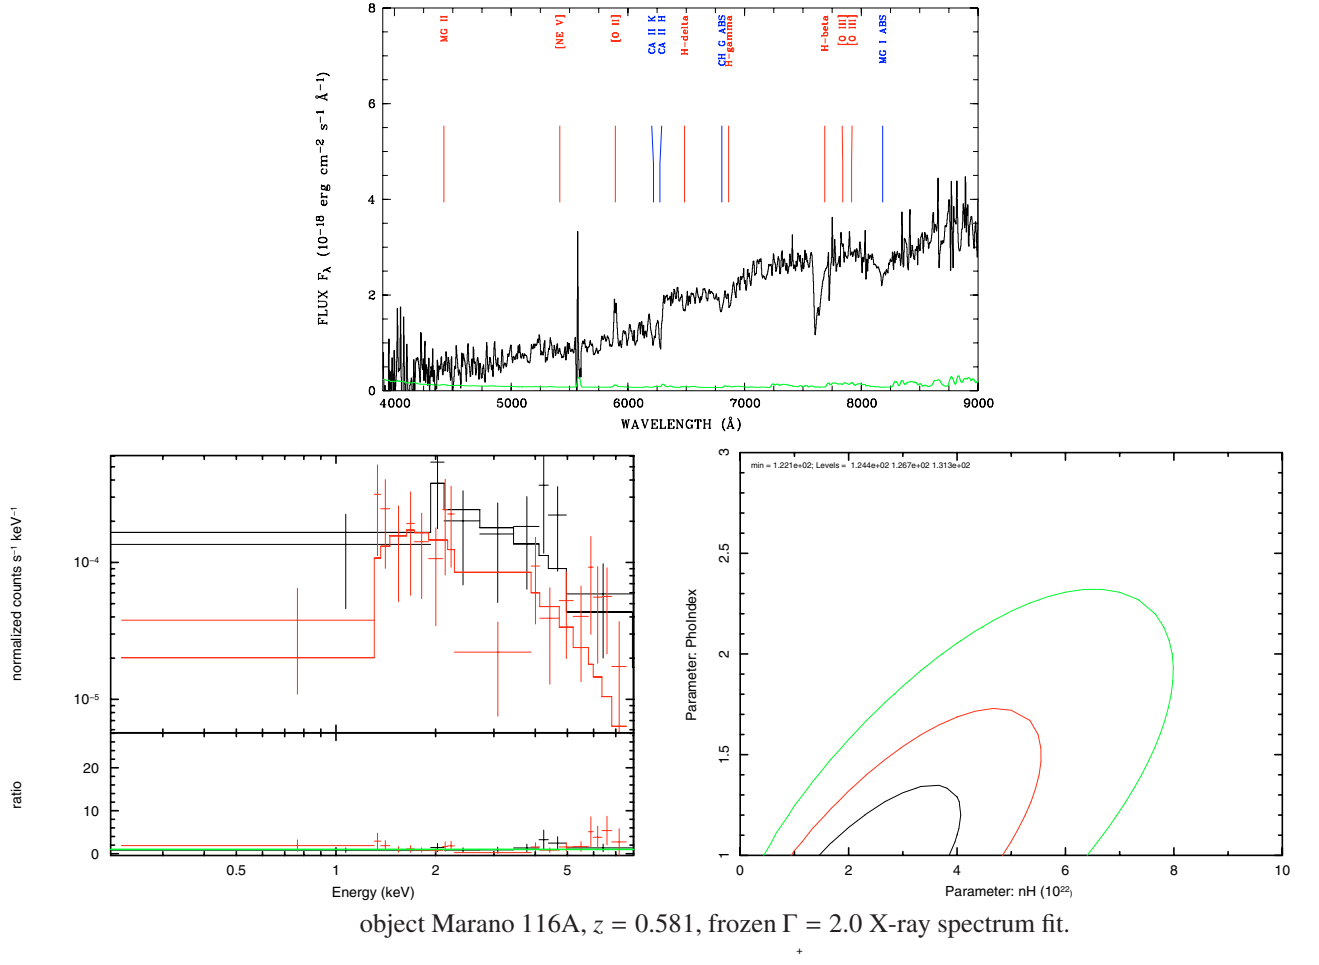 MG II
[NE V]
[O II]
CA II K
CA II H
H-delta
CH G ABS
H-gamma
H-beta
[O III]
[O III]
MG I ABS
8
6
4
2
0
FLUX Fλ (10⁻¹⁸ erg cm⁻² s⁻¹ Å⁻¹)
4000 5000 6000 7000 8000 9000
WAVELENGTH (Å)
10⁻⁴
10⁻⁵
normalized counts s⁻¹ keV⁻¹
20
10
0
ratio
0.5 1 2 5
Energy (keV)
min = 1.221e+02; Levels = 1.244e+02 1.267e+02 1.313e+02
3
2.5
2
1.5
1
Parameter: PhoIndex
0 2 4 6 8 10
Parameter: nH (10²²)
object Marano 116A, z = 0.581, frozen Γ = 2.0 X-ray spectrum fit.
+